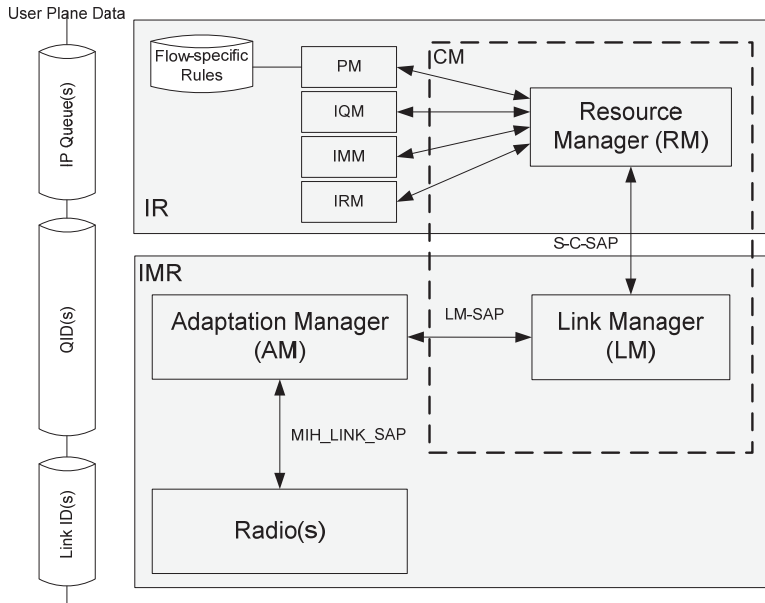 User Plane Data
IP Queue(s)
QID(s)
Link ID(s)
Flow-specific
Rules
PM
IQM
IMM
IRM
CM
Resource
Manager (RM)
IR
S-C-SAP
IMR
Adaptation Manager
(AM)
LM-SAP
Link Manager
(LM)
MIH_LINK_SAP
Radio(s)